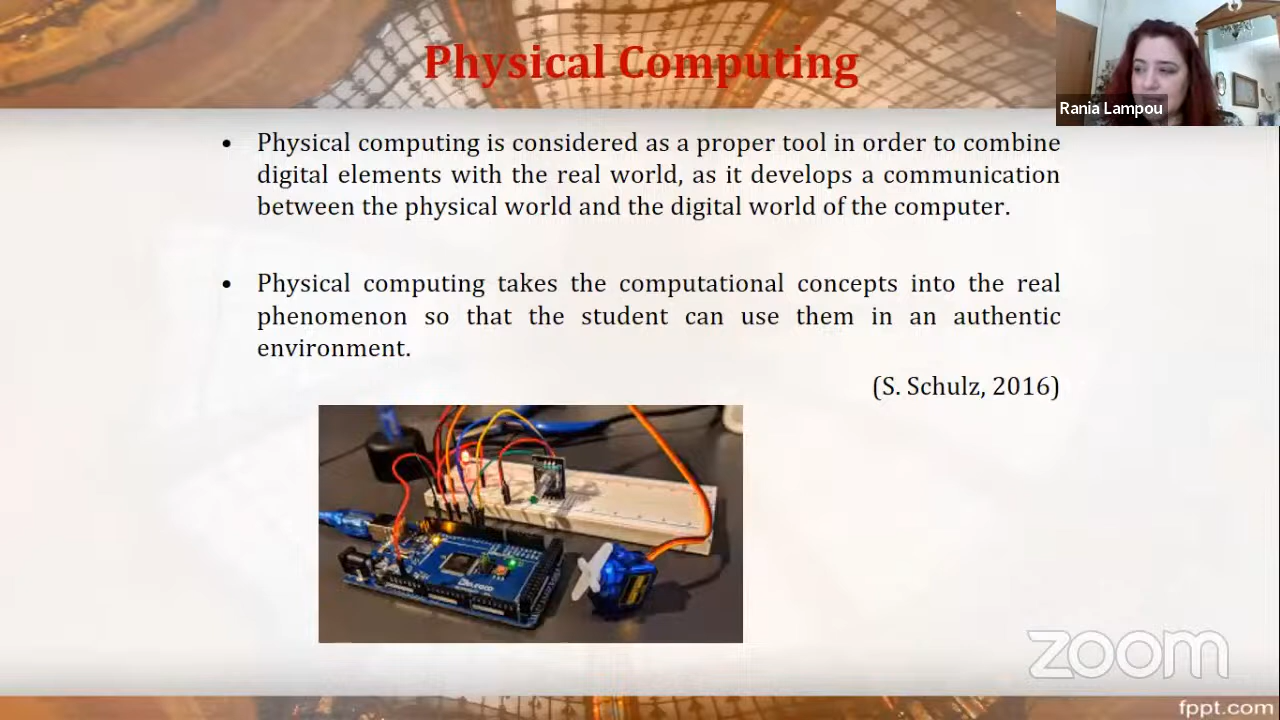 Physical Computing
Rania Lampou
• Physical computing is considered as a proper tool in order to combine
digital elements with the real world, as it develops a communication
between the physical world and the digital world of the computer.
• Physical computing takes the computational concepts into the real
phenomenon so that the student can use them in an authentic
environment.
(S. Schulz, 2016)
zoom
fppt.com